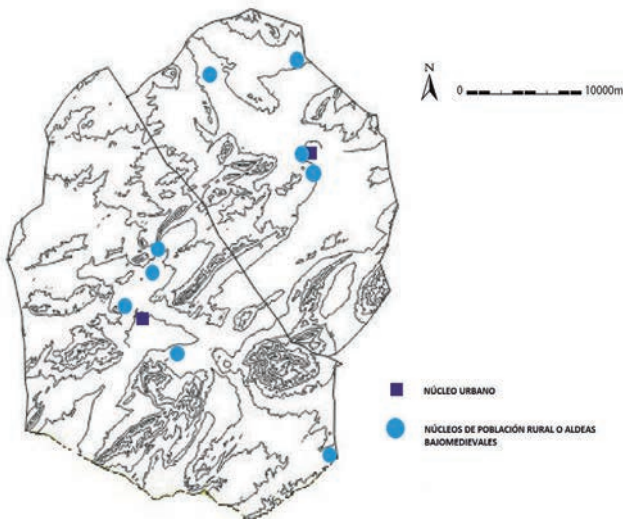 N
0 10000m
NÚCLEO URBANO
NÚCLEOS DE POBLACIÓN RURAL O ALDEAS
BAJOMEDIEVALES